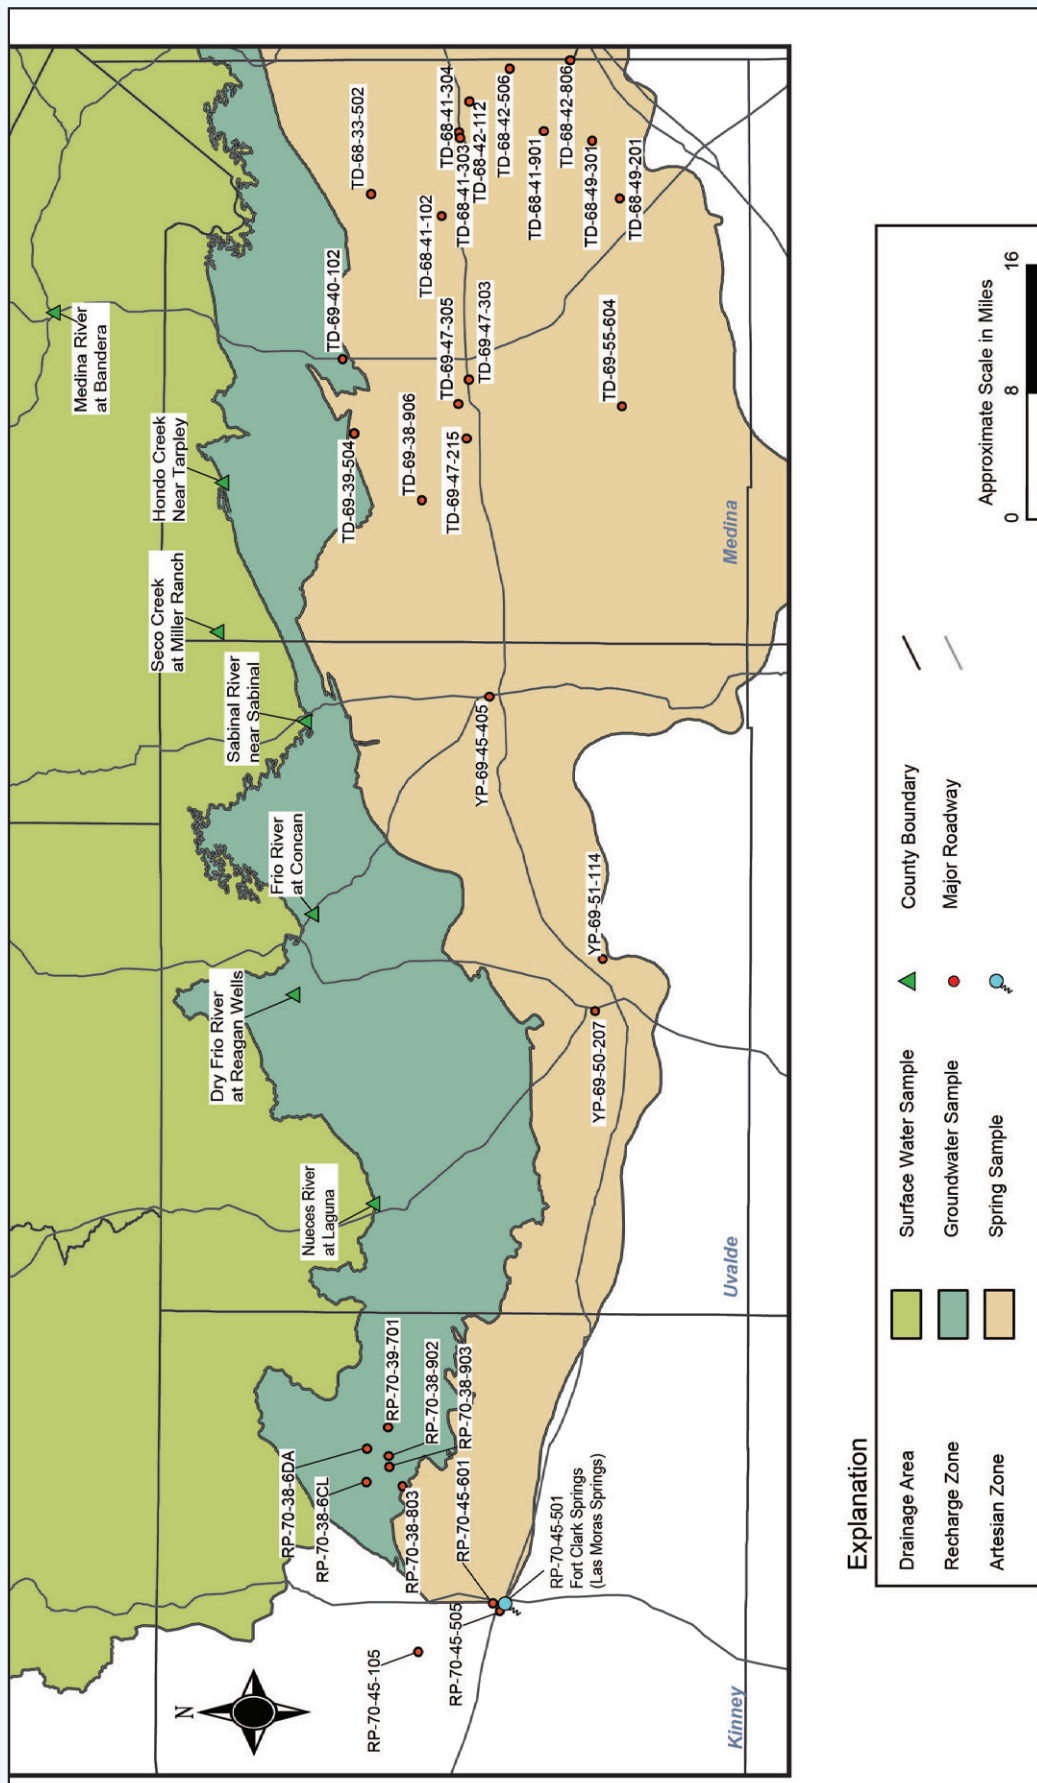 Medina River
at Bandera
Hondo Creek
Near Tarpley
Seco Creek
at Miller Ranch
Sabinal River
near Sabinal
Frio River
at Concan
Dry Frio River
at Reagan Wells
Nueces River
at Laguna
N
RP-70-45-105
RP-70-45-505
RP-70-38-6DA
RP-70-38-6CL
RP-70-38-803
RP-70-45-601
RP-70-39-701
RP-70-38-902
RP-70-38-903
RP-70-45-501
Fort Clark Springs
(Las Moras Springs)
YP-69-50-207
YP-69-51-114
YP-69-45-405
TD-69-39-504
TD-69-38-906
TD-69-47-215
TD-69-40-102
TD-69-47-305
TD-69-47-303
TD-69-55-604
TD-68-33-502
TD-68-41-102
TD-68-41-304
TD-68-41-303
TD-68-42-112
TD-68-42-506
TD-68-41-901
TD-68-42-806
TD-68-49-301
TD-68-49-201
Kinney
Uvalde
Medina
Explanation
Drainage Area
Recharge Zone
Artesian Zone
Surface Water Sample
Groundwater Sample
Spring Sample
County Boundary
Major Roadway
Approximate Scale in Miles
0 8 16